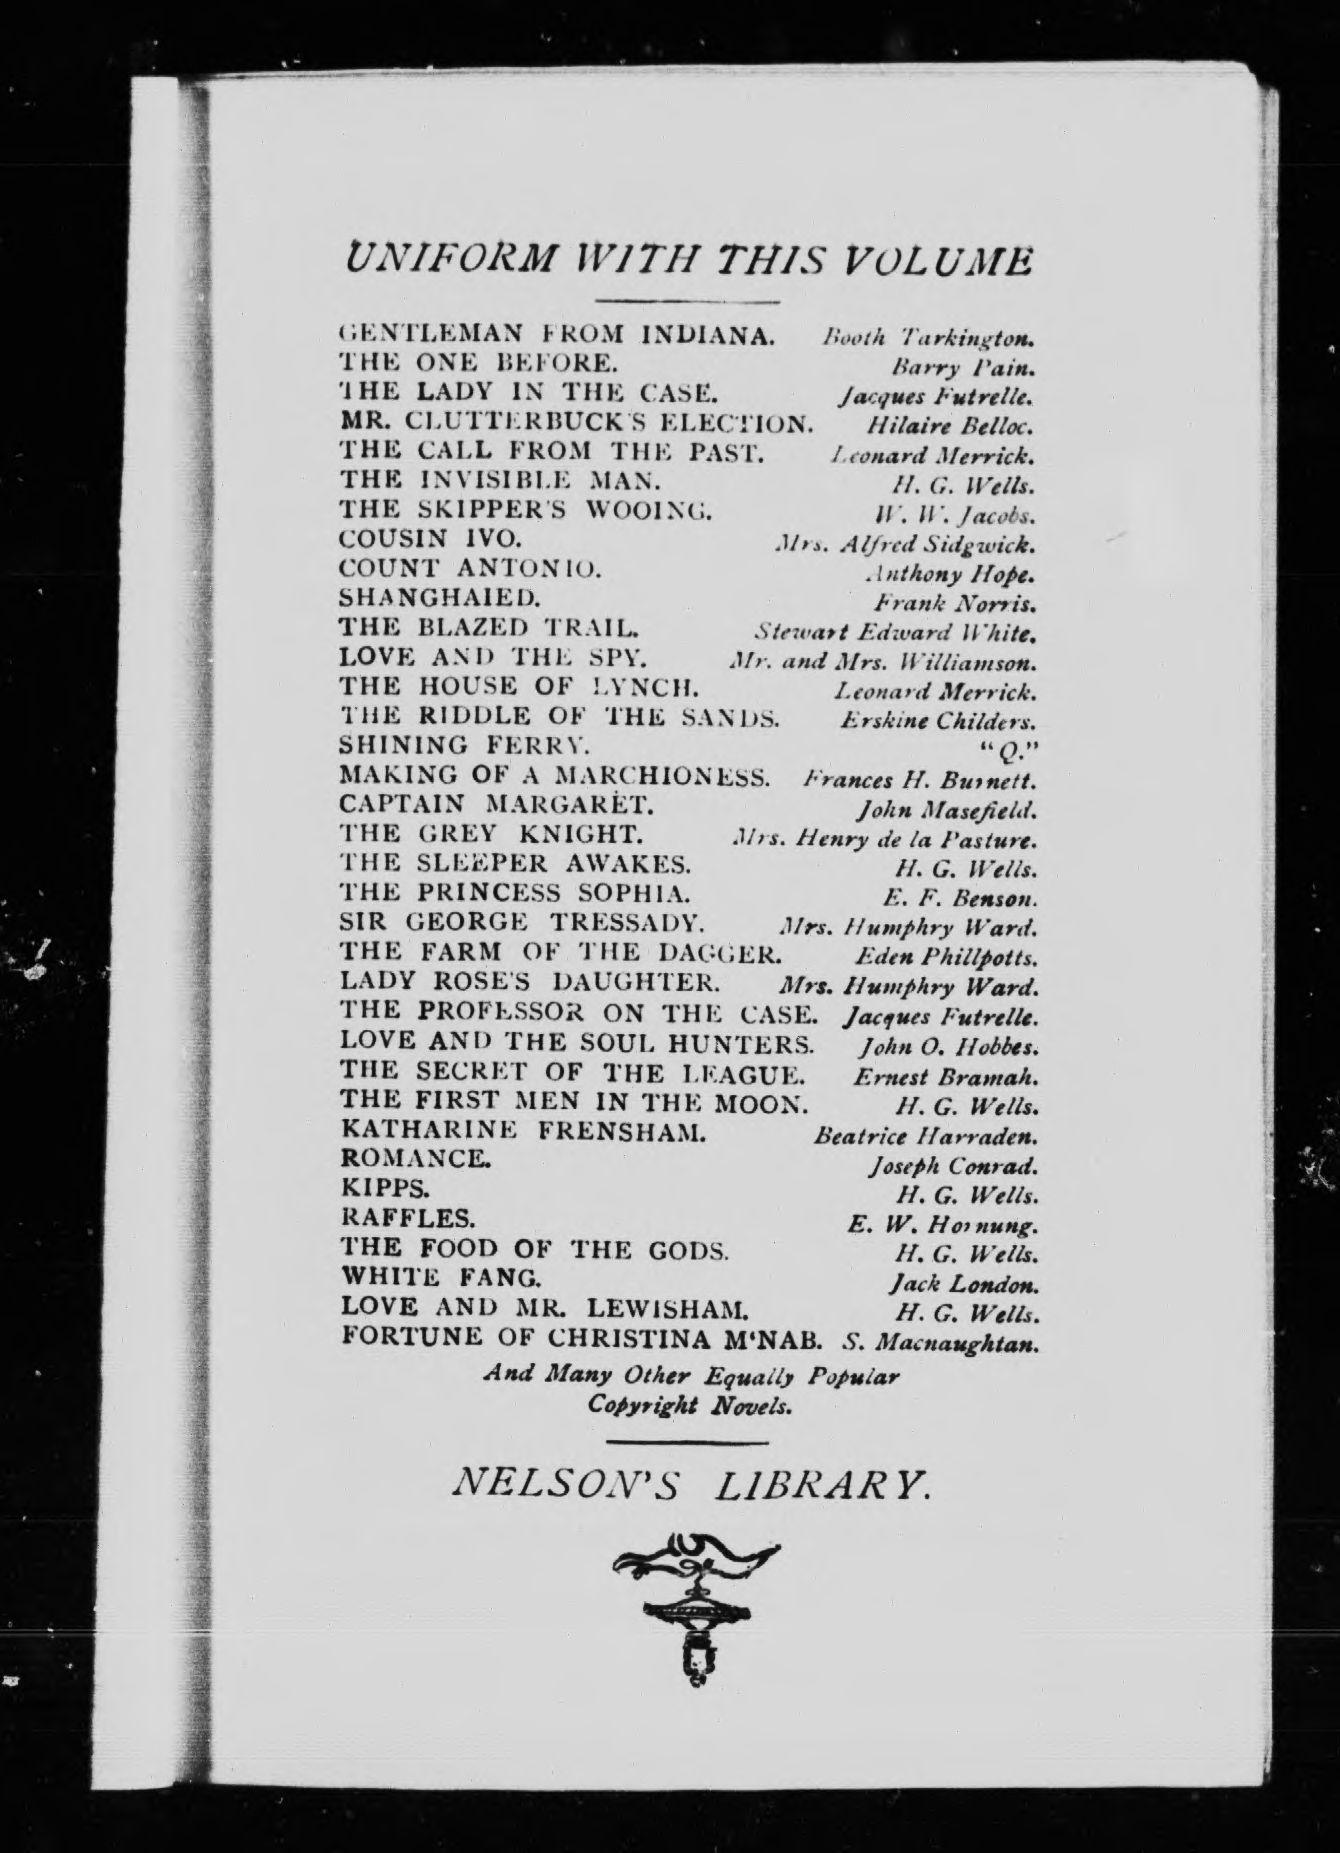 UNIFORM WITH THIS VOLUME
GENTLEMAN FROM INDIANA. Booth Tarkington.
THE ONE BEFORE. Barry Pain.
THE LADY IN THE CASE. Jacques Futrelle.
MR. CLUTTERBUCK'S ELECTION. Hilaire Belloc.
THE CALL FROM THE PAST. Leonard Merrick.
THE INVISIBLE MAN. H. G. Wells.
THE SKIPPER'S WOOING. W. W. Jacobs.
COUSIN IVO. Mrs. Alfred Sidgwick.
COUNT ANTONIO. Anthony Hope.
SHANGHAIED. Frank Norris.
THE BLAZED TRAIL. Stewart Edward White.
LOVE AND THE SPY. Mr. and Mrs. Williamson.
THE HOUSE OF LYNCH. Leonard Merrick.
THE RIDDLE OF THE SANDS. Erskine Childers.
SHINING FERRY. "Q."
MAKING OF A MARCHIONESS. Frances H. Burnett.
CAPTAIN MARGARET. John Masefield.
THE GREY KNIGHT. Mrs. Henry de la Pasture.
THE SLEEPER AWAKES. H. G. Wells.
THE PRINCESS SOPHIA. E. F. Benson.
SIR GEORGE TRESSADY. Mrs. Humphry Ward.
THE FARM OF THE DAGGER. Eden Phillpotts.
LADY ROSE'S DAUGHTER. Mrs. Humphry Ward.
THE PROFESSOR ON THE CASE. Jacques Futrelle.
LOVE AND THE SOUL HUNTERS. John O. Hobbes.
THE SECRET OF THE LEAGUE. Ernest Bramah.
THE FIRST MEN IN THE MOON. H. G. Wells.
KATHARINE FRENSHAM. Beatrice Harraden.
ROMANCE. Joseph Conrad.
KIPPS. H. G. Wells.
RAFFLES. E. W. Hornung.
THE FOOD OF THE GODS. H. G. Wells.
WHITE FANG. Jack London.
LOVE AND MR. LEWISHAM. H. G. Wells.
FORTUNE OF CHRISTINA M'NAB. S. Macnaughtan.
And Many Other Equally Popular
Copyright Novels.
NELSON'S LIBRARY.